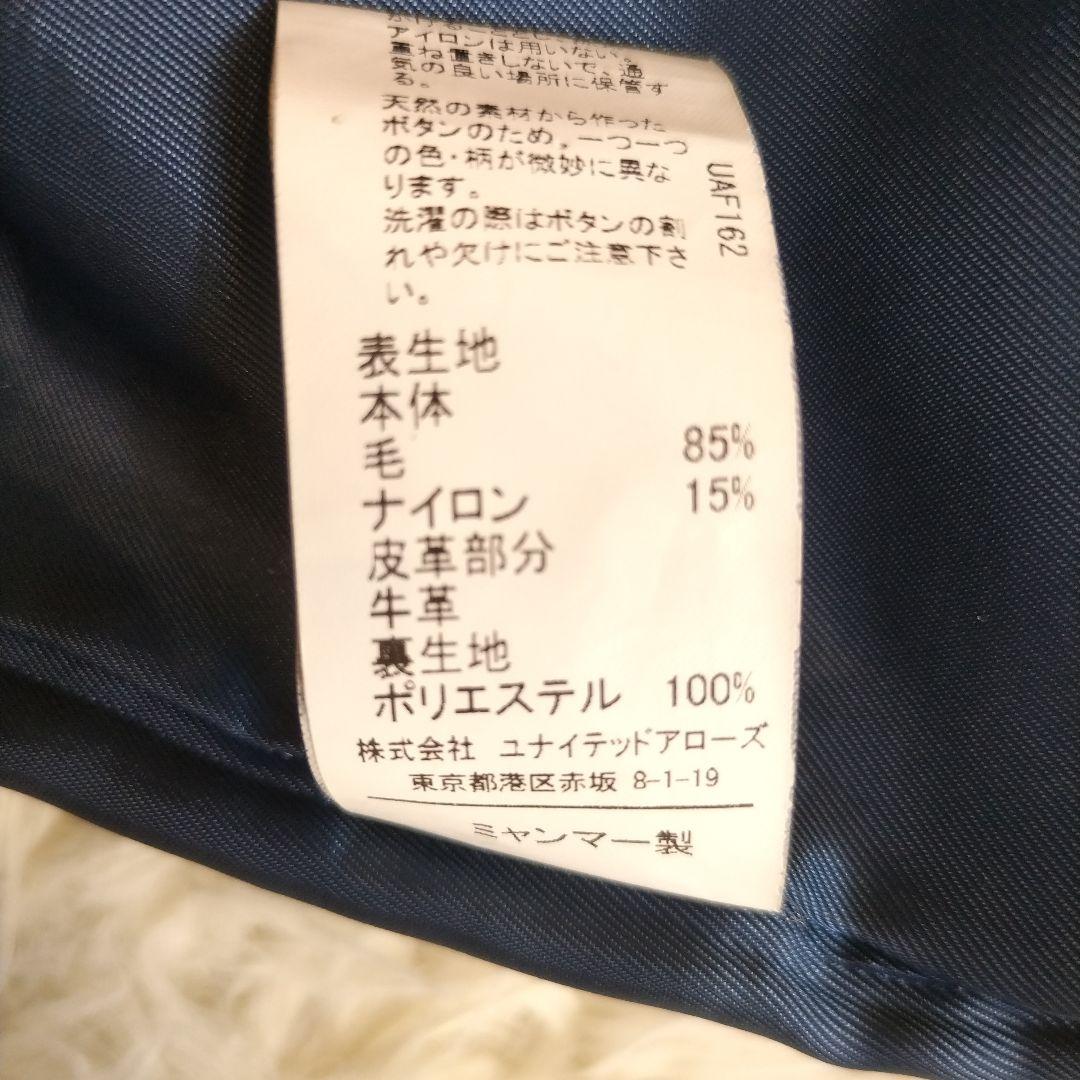 アイロンは用いない。
重ね置きしないで、通
気の良い場所に保管す
る。
天然の素材から作った
ボタンのため、一つ一つ
の色・柄が微妙に異な
ります。
洗濯の際はボタンの割
れや欠けにご注意下さ
い。
UAF162
表生地
本体
毛 85%
ナイロン 15%
皮革部分
牛革
裏生地
ポリエステル 100%
株式会社 ユナイテッドアローズ
東京都港区赤坂 8-1-19
ミャンマー製